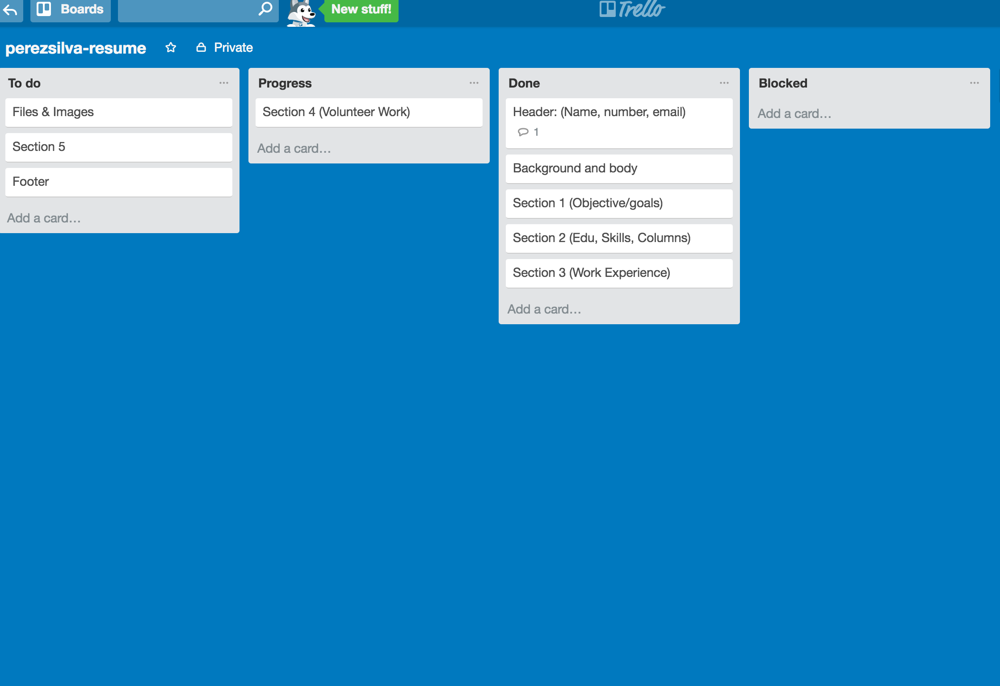 Boards
New stuff!
Trello
perezsilva-resume
Private
To do
...
Files & Images
Section 5
Footer
Add a card...
Progress
...
Section 4 (Volunteer Work)
Add a card...
Done
...
Header: (Name, number, email)
1
Background and body
Section 1 (Objective/goals)
Section 2 (Edu, Skills, Columns)
Section 3 (Work Experience)
Add a card...
Blocked
...
Add a card...